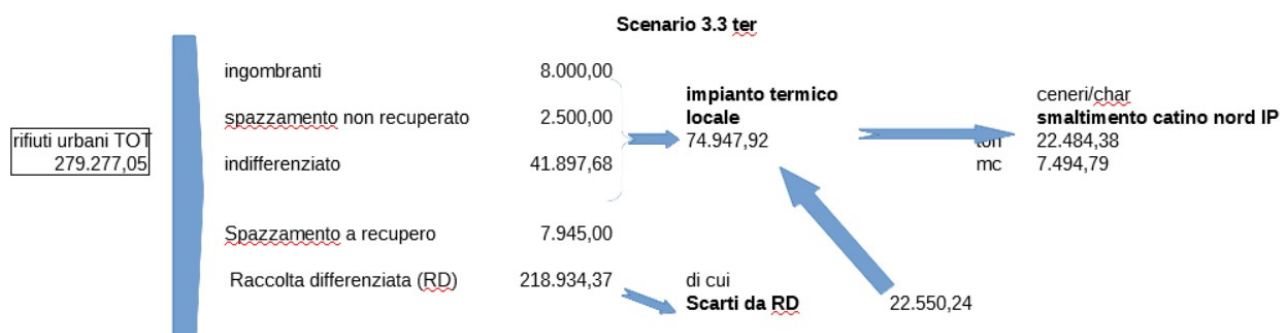 Scenario 3.3 ter
ingombranti 8.000,00
impianto termico
locale
74.947,92
ceneri/char
smaltimento catino nord IP
ton 22.484,38
mc 7.494,79
spazzamento non recuperato 2.500,00
rifiuti urbani TOT
279.277,05
indifferenziato 41.897,68
Spazzamento a recupero 7.945,00
Raccolta differenziata (RD) 218.934,37
di cui
Scarti da RD 22.550,24